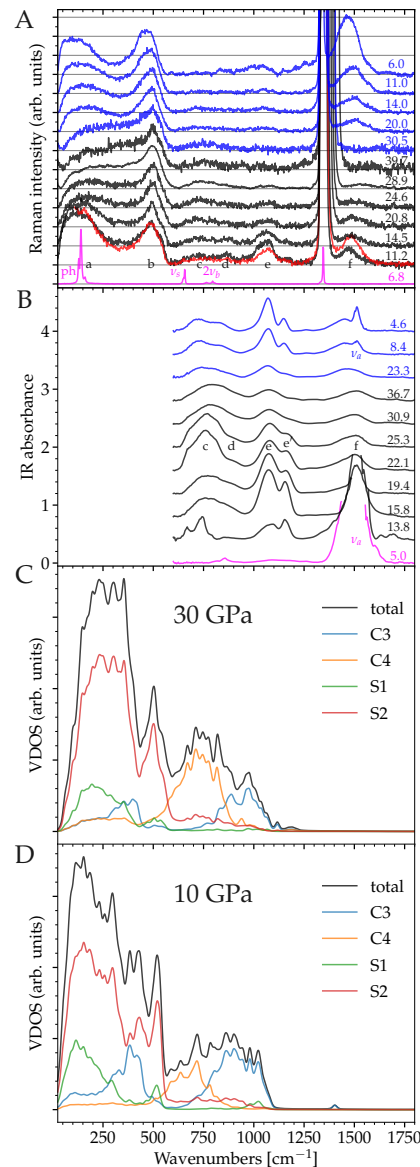 A
Raman intensity (arb. units)
6.0
11.0
14.0
20.0
30.5
39.7
28.9
24.6
20.8
14.5
11.2
6.8
ph
a
b
ν_s
c
2ν_b
d
e
f
B
IR absorbance
4
3
2
1
0
4.6
8.4
23.3
36.7
30.9
25.3
22.1
19.4
15.8
13.8
5.0
ν_a
c
d
e
e'
f
ν_a
C
30 GPa
VDOS (arb. units)
total
C3
C4
S1
S2
D
10 GPa
VDOS (arb. units)
total
C3
C4
S1
S2
250 500 750 1000 1250 1500 1750
Wavenumbers [cm⁻¹]